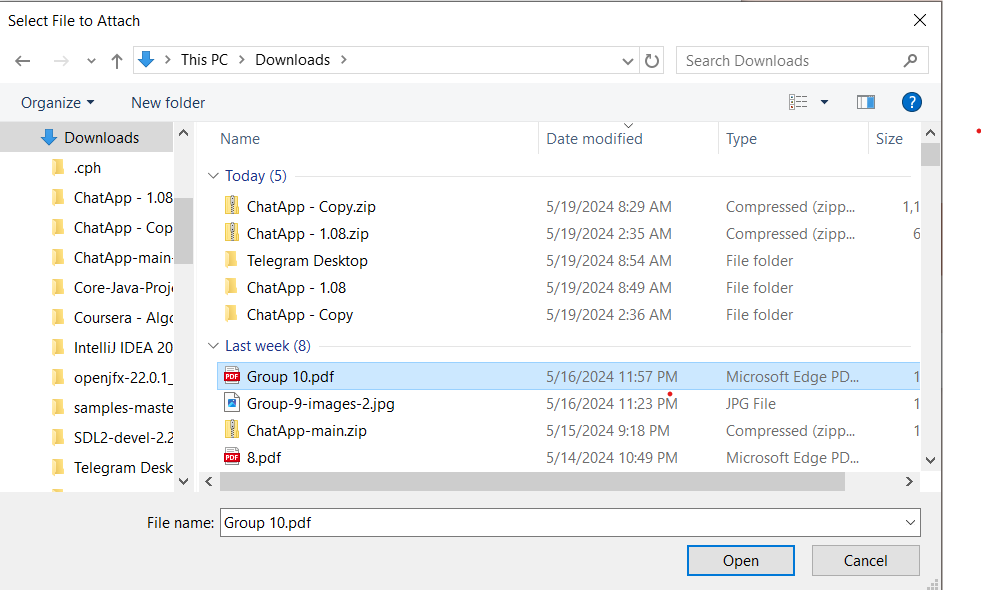 Select File to Attach
This PC > Downloads >
Search Downloads
Organize
New folder
?
Downloads
.cph
ChatApp - 1.08
ChatApp - Cop
ChatApp-main-
Core-Java-Proj
Coursera - Algo
IntelliJ IDEA 20
openjfx-22.0.1_
samples-maste
SDL2-devel-2.2
Telegram Desk
Name Date modified Type Size
Today (5)
ChatApp - Copy.zip 5/19/2024 8:29 AM Compressed (zipp... 1,1
ChatApp - 1.08.zip 5/19/2024 2:35 AM Compressed (zipp... 6
Telegram Desktop 5/19/2024 8:54 AM File folder
ChatApp - 1.08 5/19/2024 8:49 AM File folder
ChatApp - Copy 5/19/2024 2:36 AM File folder
Last week (8)
PDF Group 10.pdf 5/16/2024 11:57 PM Microsoft Edge PD... 1
Group-9-images-2.jpg 5/16/2024 11:23 PM JPG File 1
ChatApp-main.zip 5/15/2024 9:18 PM Compressed (zipp... 1
PDF 8.pdf 5/14/2024 10:49 PM Microsoft Edge PD...
File name: Group 10.pdf
Open Cancel